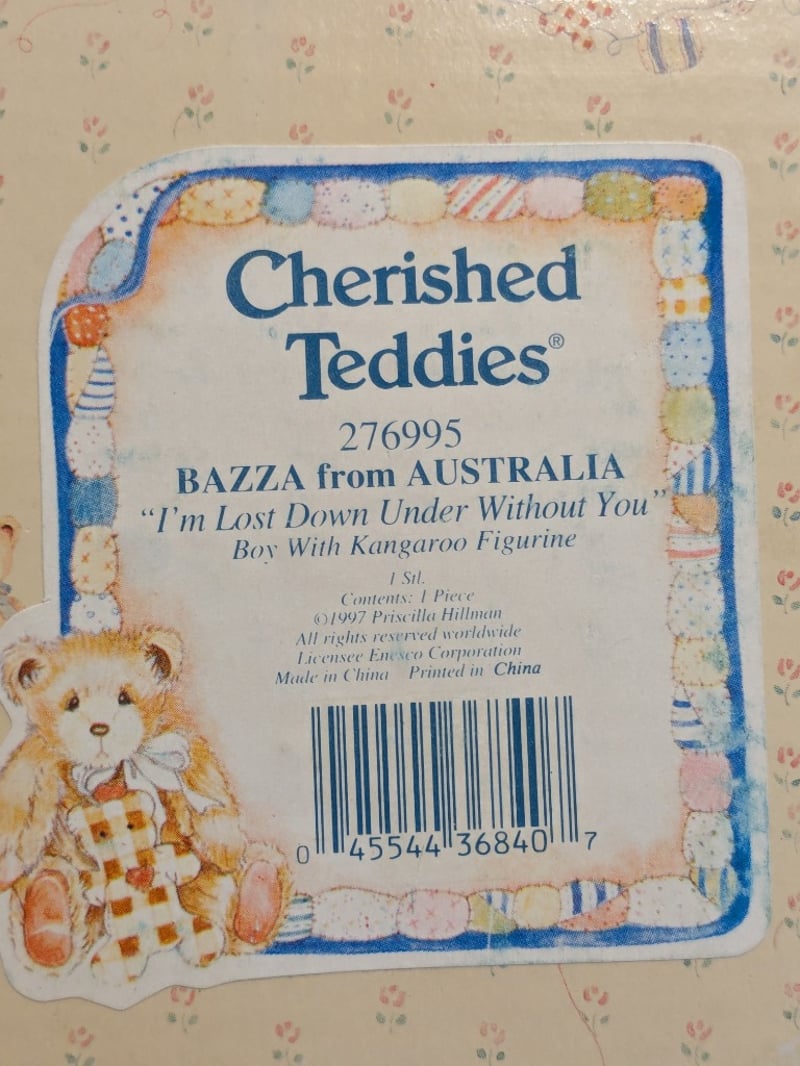 Cherished
Teddies®
276995
BAZZA from AUSTRALIA
“I'm Lost Down Under Without You”
Boy With Kangaroo Figurine
1 Stl.
Contents: 1 Piece
©1997 Priscilla Hillman
All rights reserved worldwide
Licensee Enesco Corporation
Made in China Printed in China
0 45544 36840 7